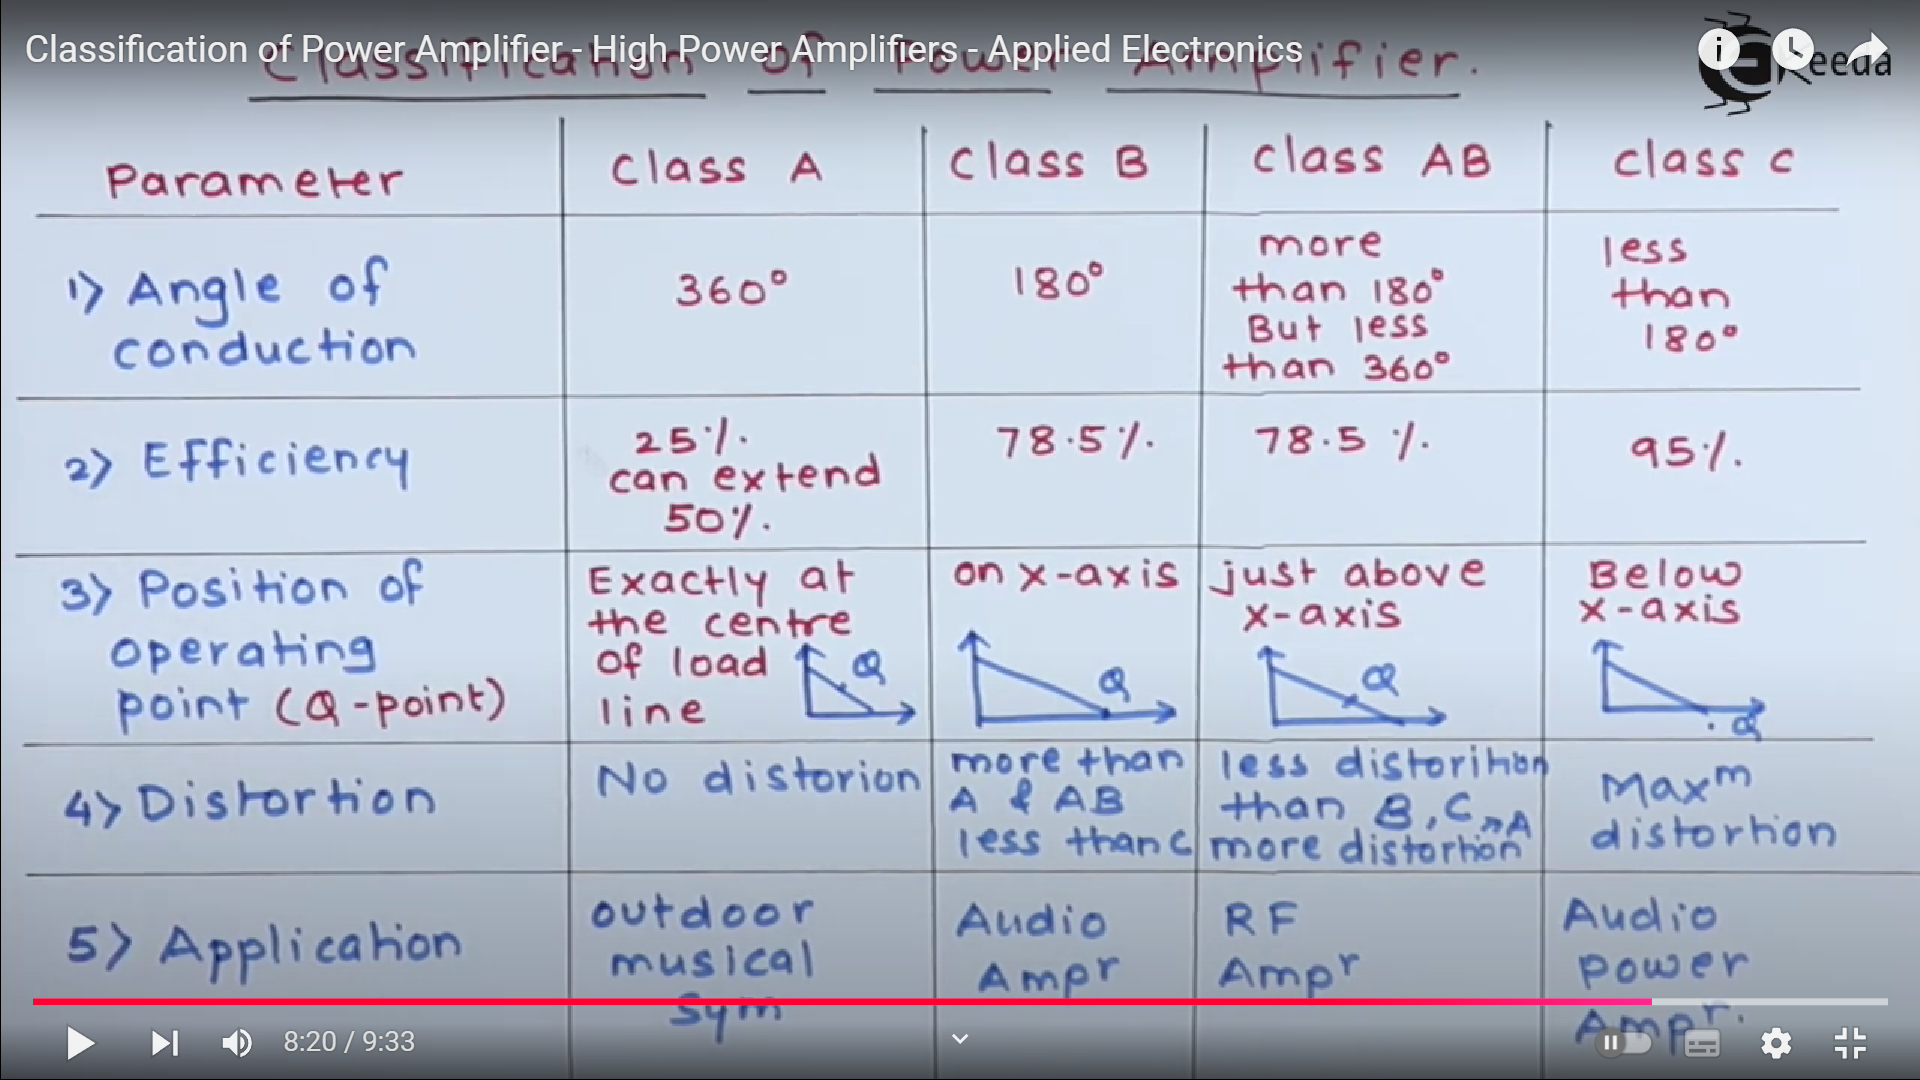 Classification of Power Amplifier - High Power Amplifiers - Applied Electronics
Classification of Power Amplifier.
Keeda
Parameter
Class A
Class B
Class AB
Class C
1) Angle of
conduction
360°
180°
more
than 180°
But less
than 360°
less
than
180°
2) Efficiency
25%.
can extend
50%.
78.5%.
78.5 %.
95%.
3) Position of
operating
point (Q-point)
Exactly at
the centre
of load
line
Q
on x-axis
Q
just above
x-axis
Q
Below
x-axis
Q
4) Distortion
No distorion
more than
A & AB
less than C
less distorition
than B, C, A
more distortion
Maxm
distortion
5) Application
outdoor
musical
sym
Audio
Ampr
RF
Ampr
Audio
Power
Ampr.
8:20 / 9:33